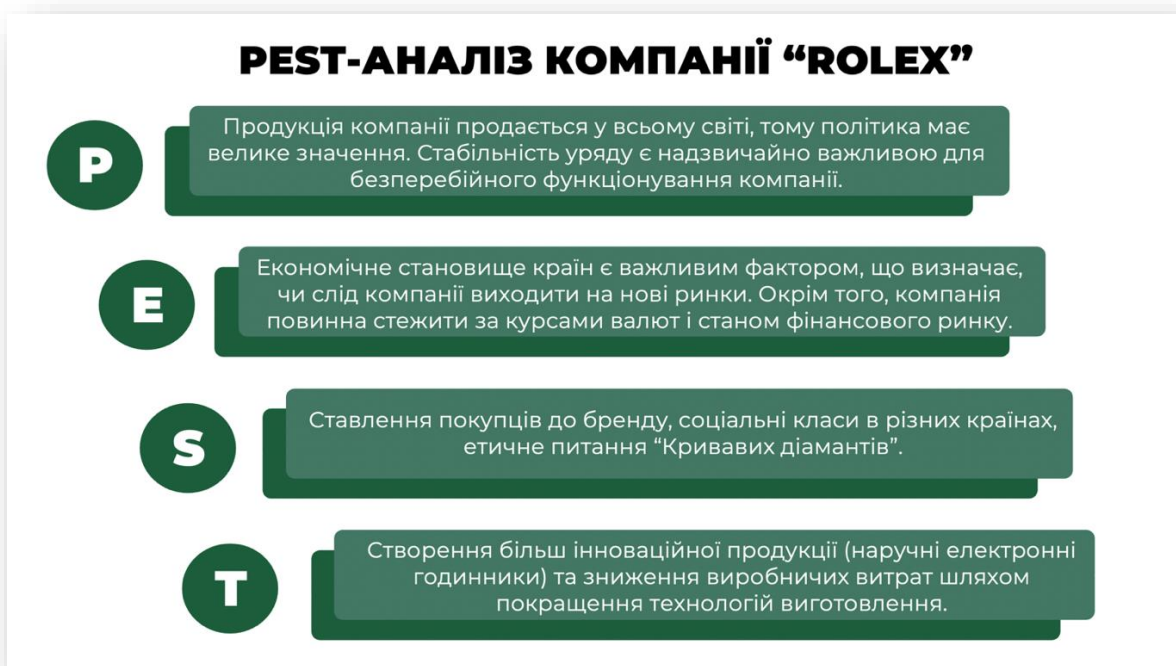 PEST-АНАЛІЗ КОМПАНІЇ “ROLEX”
P
Продукція компанії продається у всьому світі, тому політика має
велике значення. Стабільність уряду є надзвичайно важливою для
безперебійного функціонування компанії.
E
Економічне становище країн є важливим фактором, що визначає,
чи слід компанії виходити на нові ринки. Окрім того, компанія
повинна стежити за курсами валют і станом фінансового ринку.
S
Ставлення покупців до бренду, соціальні класи в різних країнах,
етичне питання “Кривавих діамантів”.
T
Створення більш інноваційної продукції (наручні електронні
годинники) та зниження виробничих витрат шляхом
покращення технологій виготовлення.